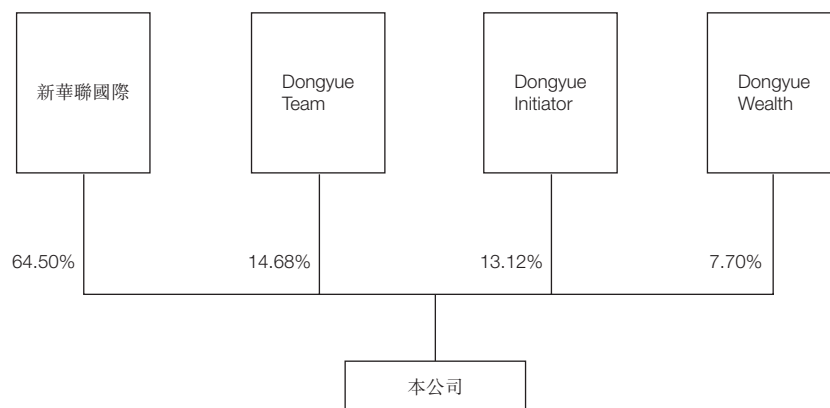 新華聯國際
Dongyue
Team
Dongyue
Initiator
Dongyue
Wealth
64.50%
14.68%
13.12%
7.70%
本公司